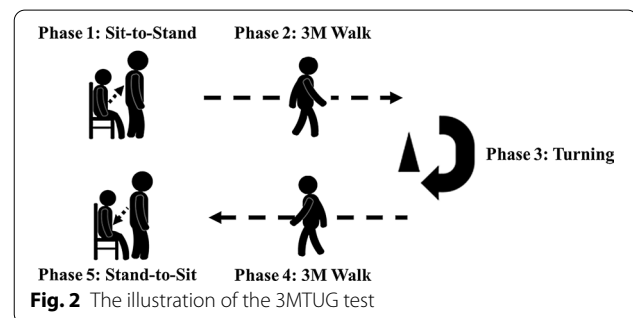 Phase 1: Sit-to-Stand
Phase 2: 3M Walk
Phase 3: Turning
Phase 5: Stand-to-Sit
Phase 4: 3M Walk
Fig. 2 The illustration of the 3MTUG test